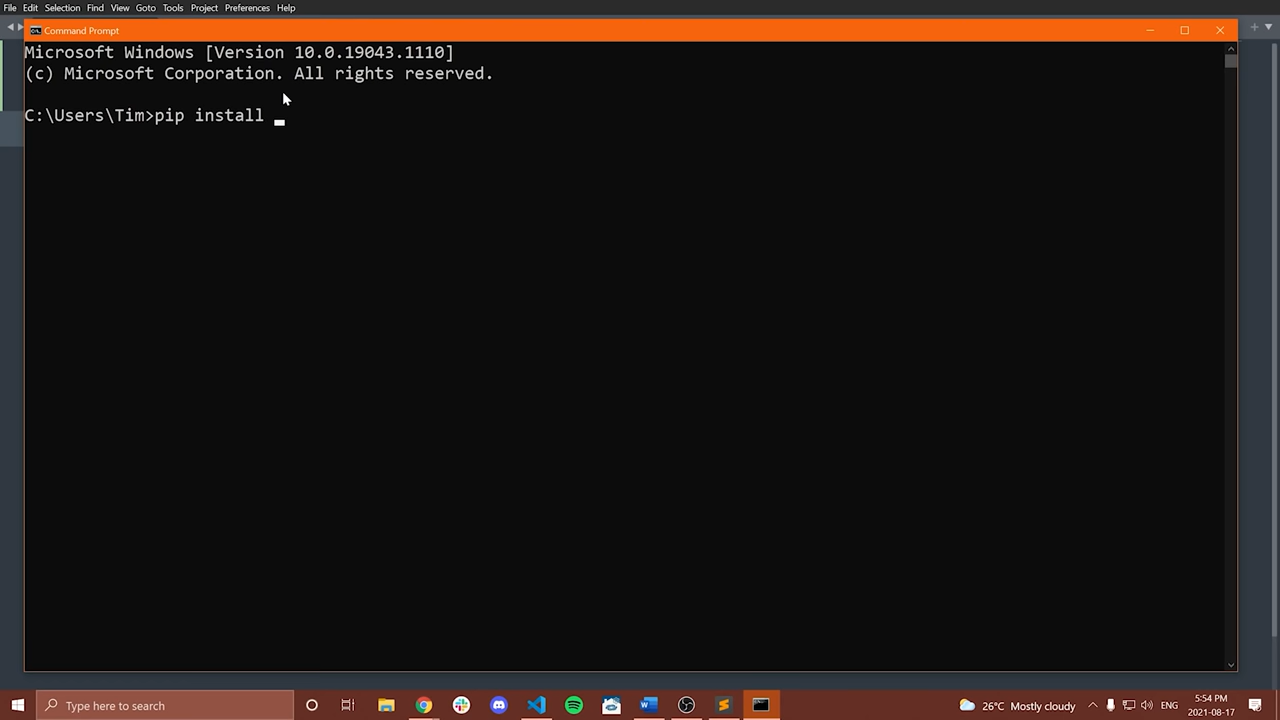 File Edit Selection Find View Goto Tools Project Preferences Help
Command Prompt
Microsoft Windows [Version 10.0.19043.1110]
(c) Microsoft Corporation. All rights reserved.
C:\Users\Tim>pip install
Type here to search
26°C Mostly cloudy
ENG
5:54 PM
2021-08-17